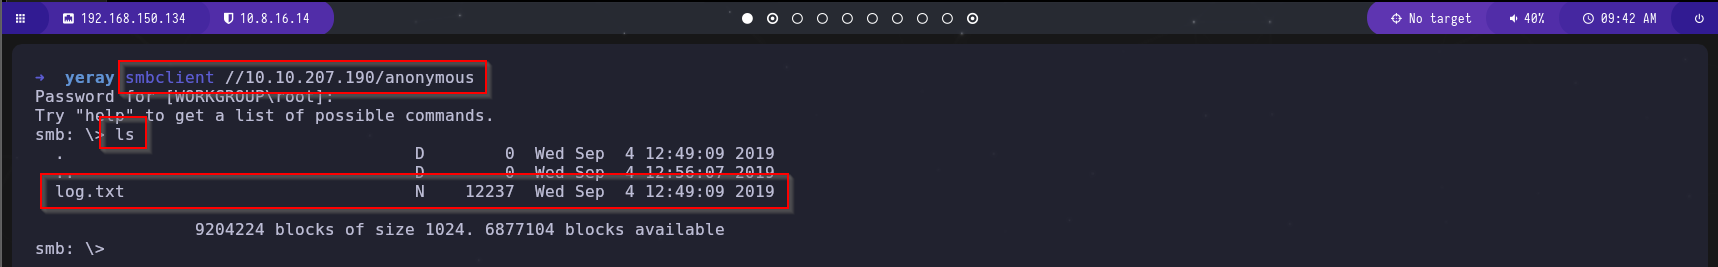 192.168.150.134 10.8.16.14 No target 40% 09:42 AM
→ yeray smbclient //10.10.207.190/anonymous
Password for [WORKGROUP\root]:
Try "help" to get a list of possible commands.
smb: \> ls
. D 0 Wed Sep 4 12:49:09 2019
.. D 0 Wed Sep 4 12:56:07 2019
log.txt N 12237 Wed Sep 4 12:49:09 2019
9204224 blocks of size 1024. 6877104 blocks available
smb: \>